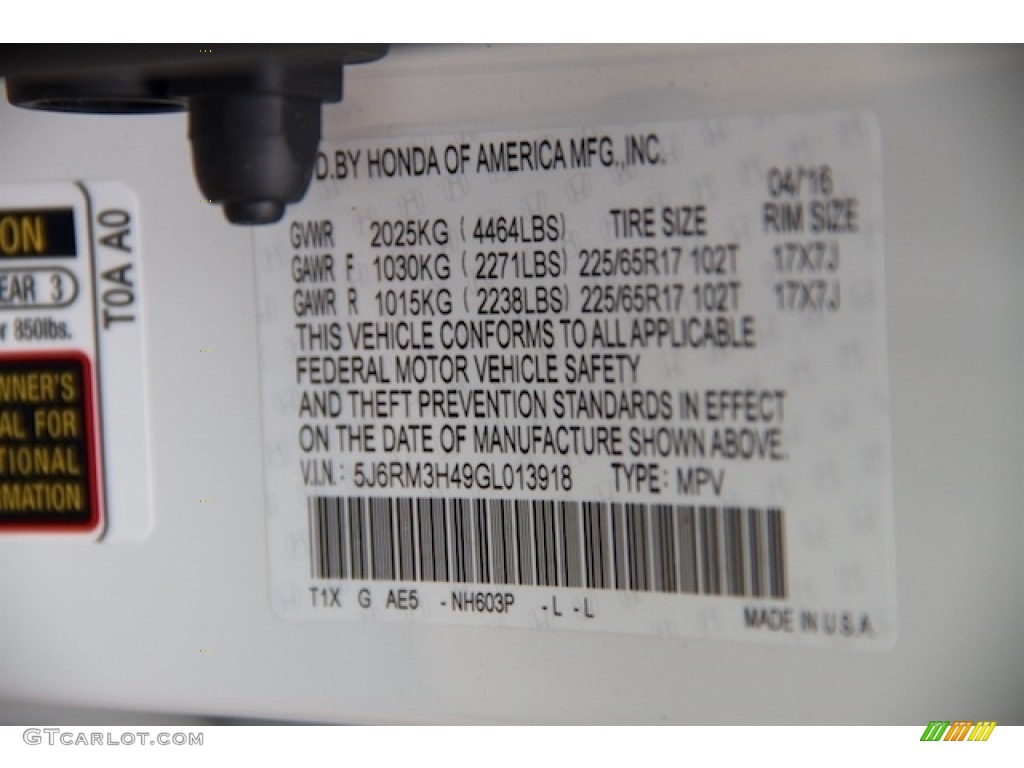 D.BY HONDA OF AMERICA MFG.,INC.
04/16
GVWR 2025KG ( 4464LBS) TIRE SIZE RIM SIZE
GAWR F 1030KG ( 2271LBS) 225/65R17 102T 17X7J
GAWR R 1015KG ( 2238LBS) 225/65R17 102T 17X7J
THIS VEHICLE CONFORMS TO ALL APPLICABLE
FEDERAL MOTOR VEHICLE SAFETY
AND THEFT PREVENTION STANDARDS IN EFFECT
ON THE DATE OF MANUFACTURE SHOWN ABOVE.
V.I.N.: 5J6RM3H49GL013918 TYPE: MPV
T1X G AE5 -NH603P -L -L
MADE IN U.S.A.
ON
EAR 3
r 850lbs.
WNER'S
AL FOR
TIONAL
RMATION
T0A A0
GTCARLOT.COM